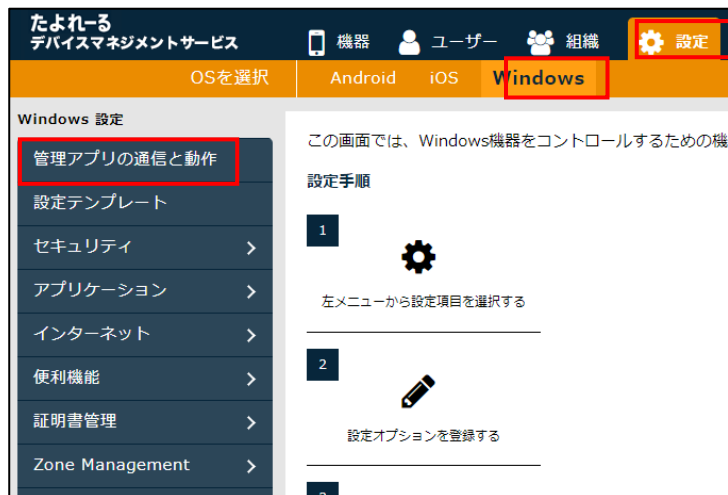 たよれーる
デバイスマネジメントサービス
機器
ユーザー
組織
設定
OSを選択
Android
iOS
Windows
Windows 設定
管理アプリの通信と動作
設定テンプレート
セキュリティ
アプリケーション
インターネット
便利機能
証明書管理
Zone Management
この画面では、Windows機器をコントロールするための機
設定手順
1
左メニューから設定項目を選択する
2
設定オプションを登録する